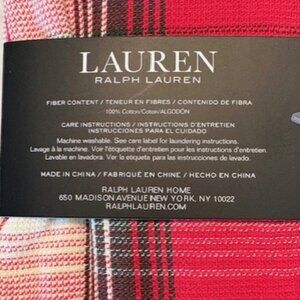 LAUREN
RALPH LAUREN
FIBER CONTENT / TENEUR EN FIBRES / CONTENIDO DE FIBRA
100% Cotton/Coton/ALGODÓN
CARE INSTRUCTIONS / INSTRUCTIONS D'ENTRETIEN
INSTRUCCIONES PARA EL CUIDADO
Machine washable. See care label for laundering instructions.
Lavage à la machine. Voir l'étiquette d'entretien pour les instructions d'entretien.
Lavable en lavadora. Ver la etiqueta para las instrucciones de lavado.
MADE IN CHINA / FABRIQUÉ EN CHINE / HECHO EN CHINA
RALPH LAUREN HOME
650 MADISON AVENUE NEW YORK, NY, 10022
RALPHLAUREN.COM